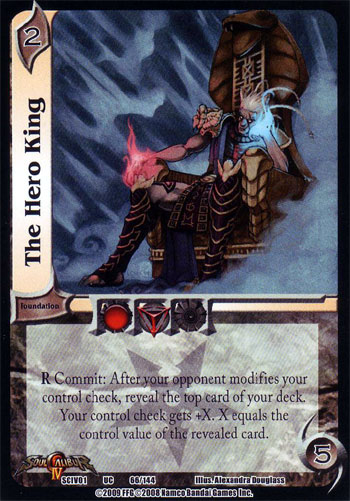 2
The Hero King
foundation
R Commit: After your opponent modifies your
control check, reveal the top card of your deck.
Your control check gets +X. X equals the
control value of the revealed card.
5
SOULCALIBUR
IV
SCIV01 UC 66/144 Illus. Alexandra Douglass
©2009 FFG ©2008 Namco Bandai Games Inc.